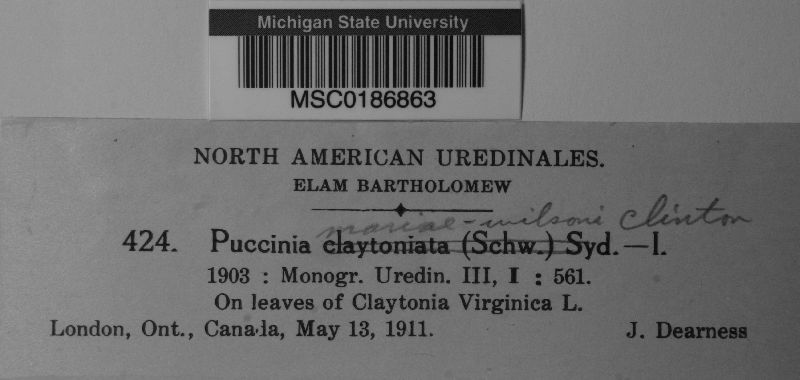 Michigan State University
MSC0186863
NORTH AMERICAN UREDINALES.
ELAM BARTHOLOMEW
mariae-wilsoni Clinton
424. Puccinia claytoniata (Schw.) Syd.—I.
1903 : Monogr. Uredin. III, I : 561.
On leaves of Claytonia Virginica L.
London, Ont., Canada, May 13, 1911. J. Dearness